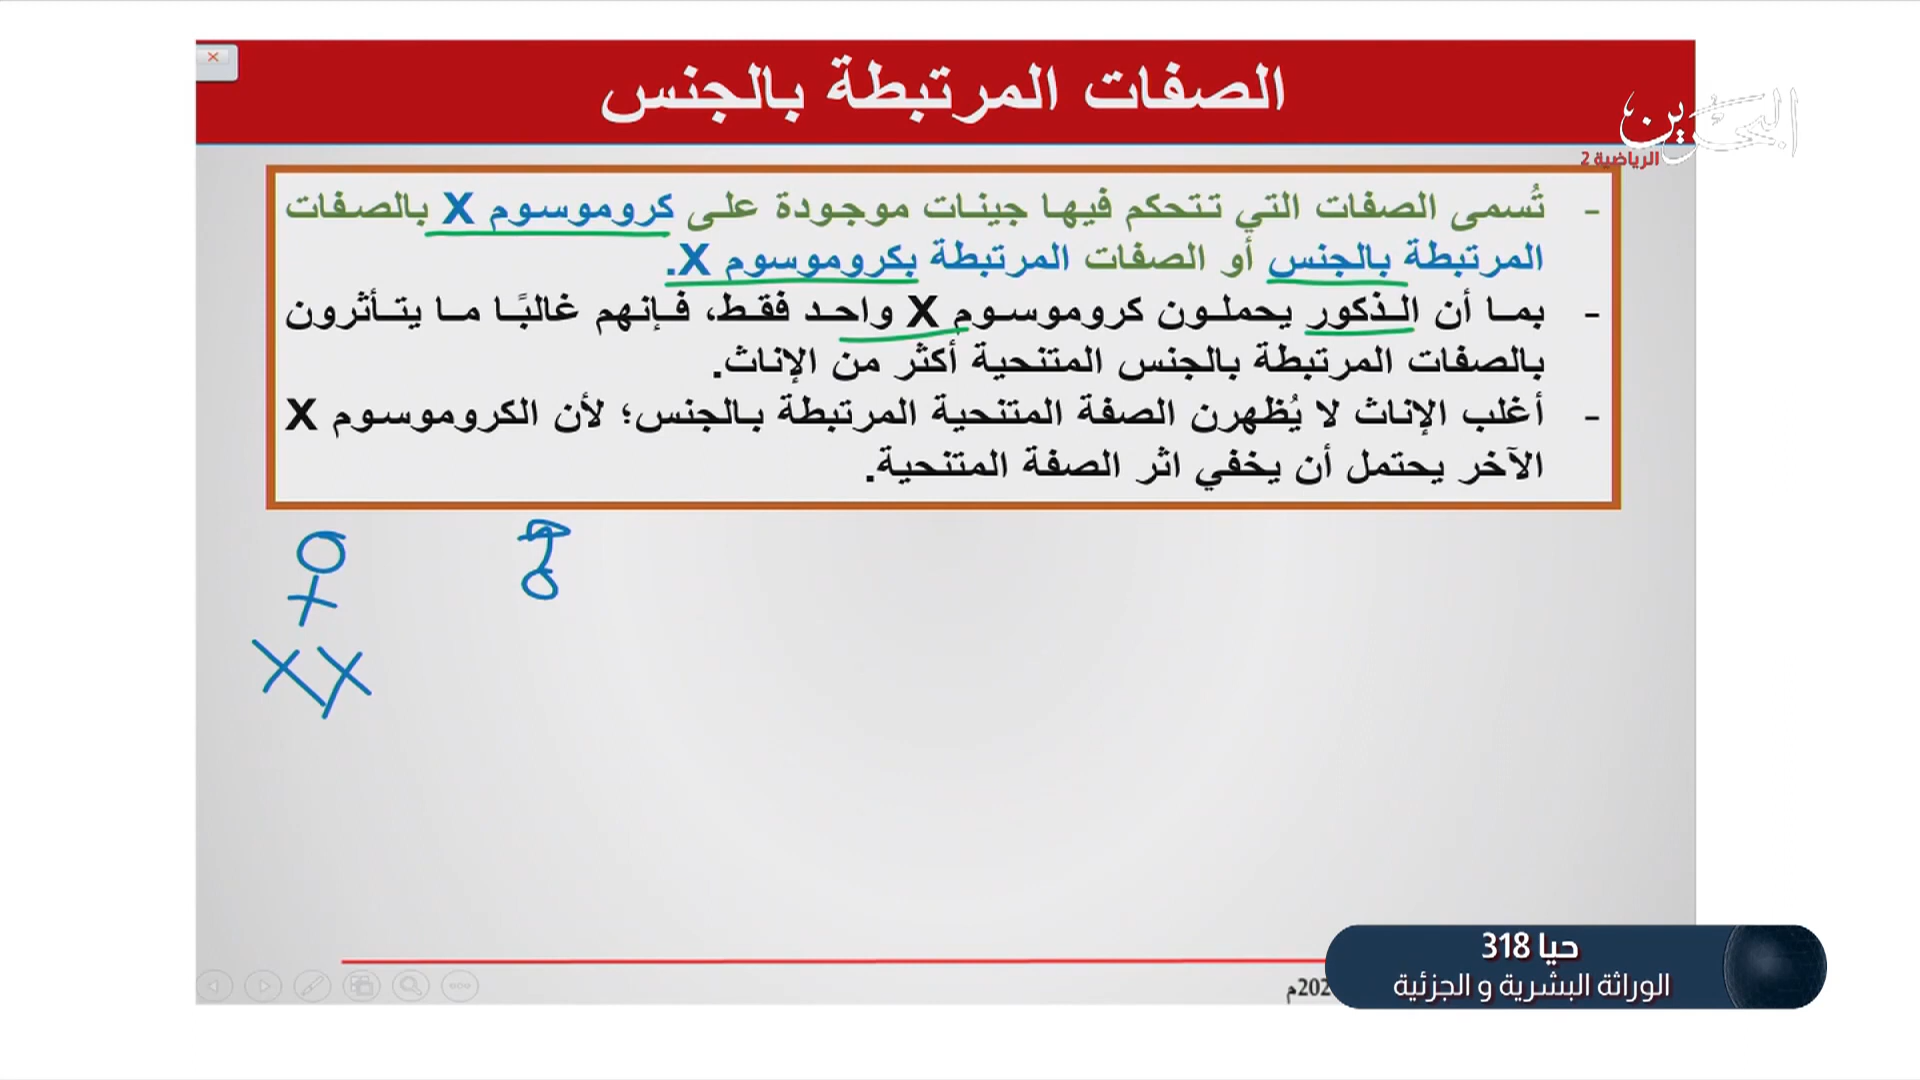 الصفات المرتبطة بالجنس
البحرين
الرياضية 2
- تُسمى الصفات التي تتحكم فيها جينات موجودة على كروموسوم X بالصفات
المرتبطة بالجنس أو الصفات المرتبطة بكروموسوم X.
- بما أن الذكور يحملون كروموسوم X واحد فقط، فإنهم غالبًا ما يتأثرون
بالصفات المرتبطة بالجنس المتنحية أكثر من الإناث.
- أغلب الإناث لا يُظهرن الصفة المتنحية المرتبطة بالجنس؛ لأن الكروموسوم X
الآخر يحتمل أن يخفي اثر الصفة المتنحية.
♀ ♂
XX
حيا 318
الوراثة البشرية و الجزئية